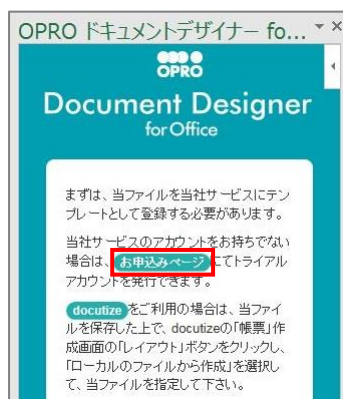 OPRO ドキュメントデザイナー fo...
OPRO
Document Designer
for Office
まずは、当ファイルを当社サービスにテン
プレートとして登録する必要があります。
当社サービスのアカウントをお持ちでない
場合は、お申込みページにてトライアル
アカウントを発行できます。
docutizeをご利用の場合は、当ファイ
ルを保存した上で、docutizeの「帳票」作
成画面の「レイアウト」ボタンをクリックし、
「ローカルのファイルから作成」を選択し
て、当ファイルを指定して下さい。